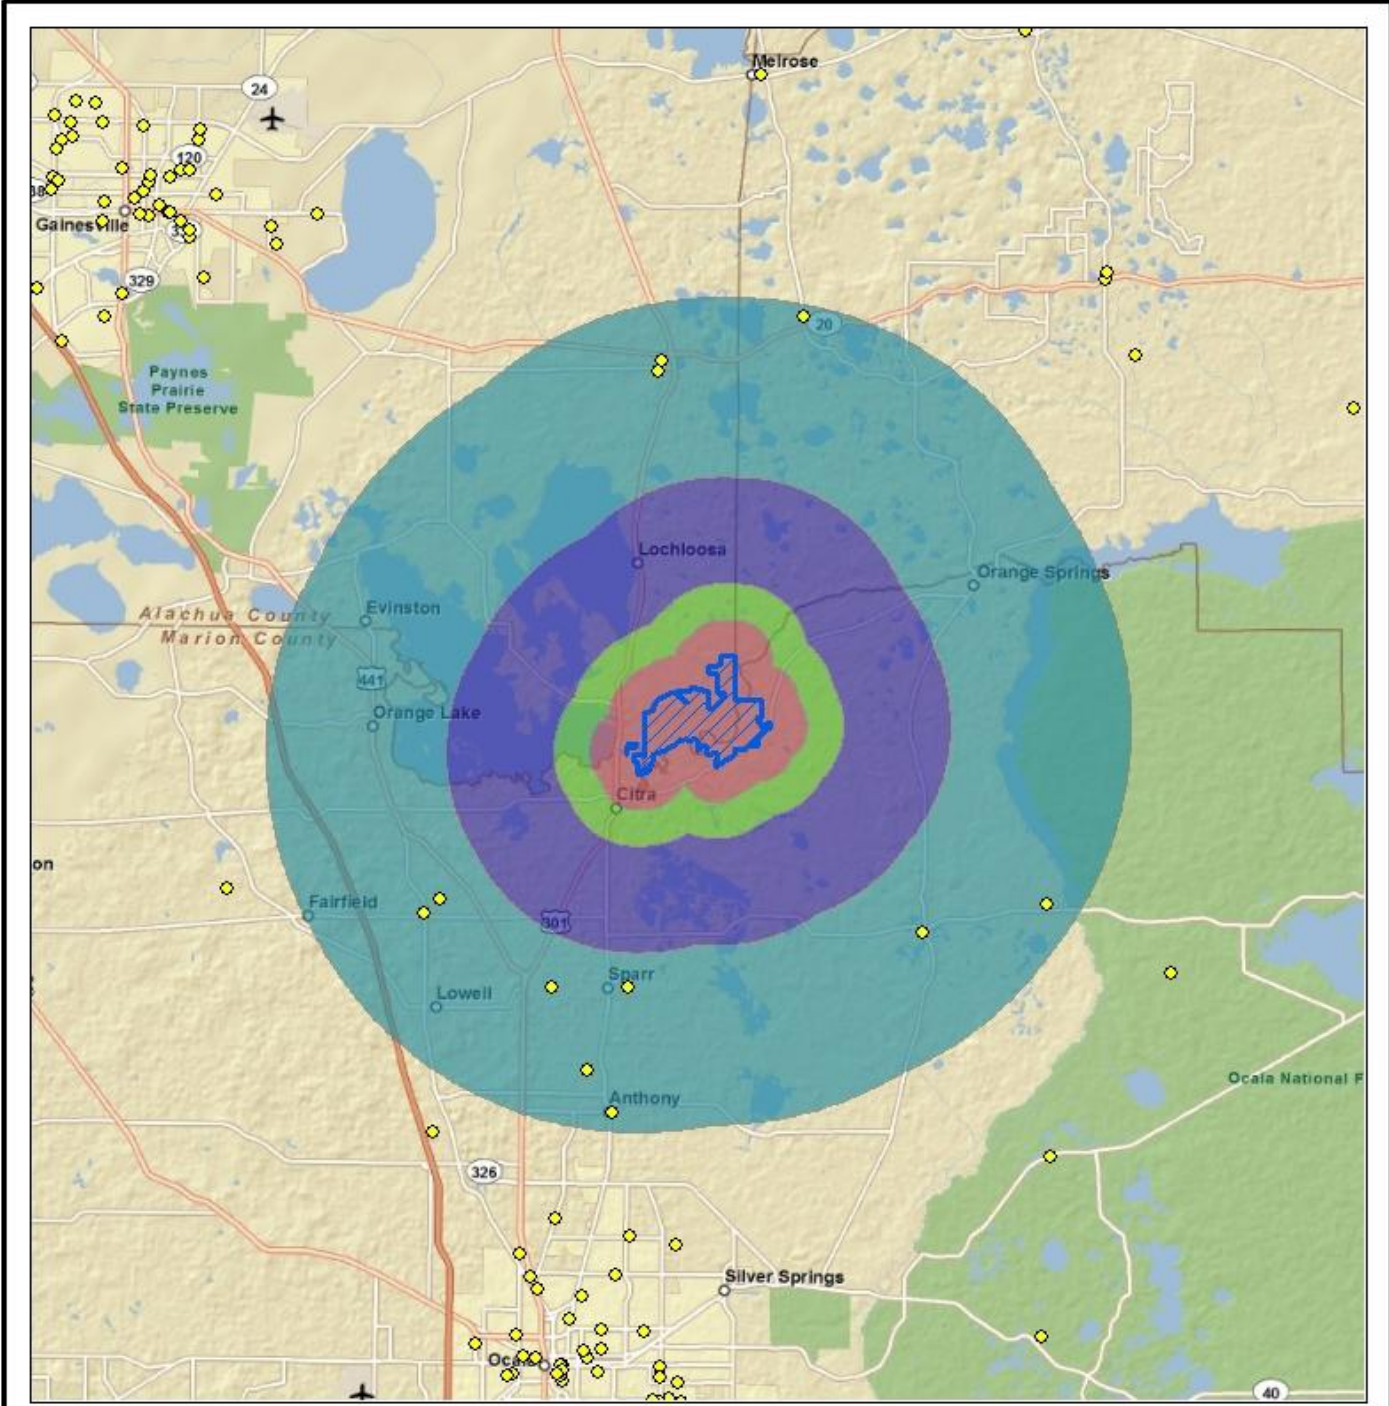 Melrose
24
120
Gainesville
329
20
Paynes
Prairie
State Preserve
Lochloosa
Orange Springs
Evinston
Alachua County
Marion County
441
Orange Lake
Citra
on
Fairfield
301
Sparr
Lowell
Anthony
Ocala National F
326
Silver Springs
Ocala
40